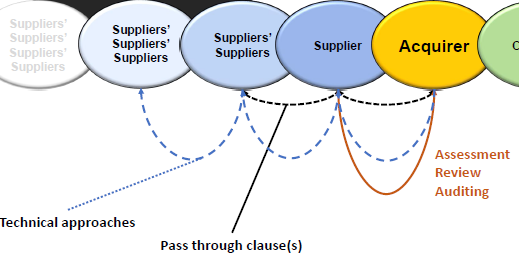 Suppliers'
Suppliers'
Suppliers'
Suppliers
Suppliers'
Suppliers'
Suppliers
Suppliers'
Suppliers
Supplier
Acquirer
C
Assessment
Review
Auditing
Technical approaches
Pass through clause(s)